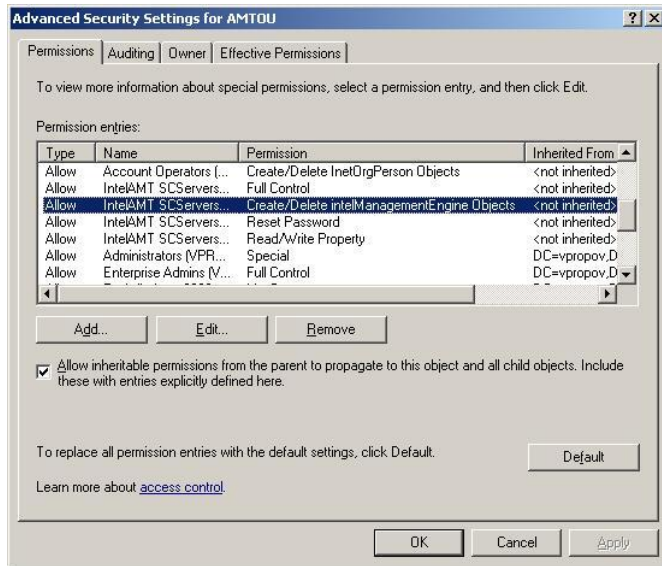 Advanced Security Settings for AMTOU
Permissions Auditing Owner Effective Permissions
To view more information about special permissions, select a permission entry, and then click Edit.
Permission entries:
Type Name Permission Inherited From
Allow Account Operators (... Create/Delete InetOrgPerson Objects <not inherited>
Allow IntelAMT SCServers... Full Control <not inherited>
Allow IntelAMT SCServers... Create/Delete intelManagementEngine Objects <not inherited>
Allow IntelAMT SCServers... Reset Password <not inherited>
Allow IntelAMT SCServers... Read/Write Property <not inherited>
Allow Administrators (VPR... Special DC=vpropov,D
Allow Enterprise Admins (V... Full Control DC=vpropov,D
Add... Edit... Remove
Allow inheritable permissions from the parent to propagate to this object and all child objects. Include
these with entries explicitly defined here.
To replace all permission entries with the default settings, click Default.
Default
Learn more about access control.
OK Cancel Apply